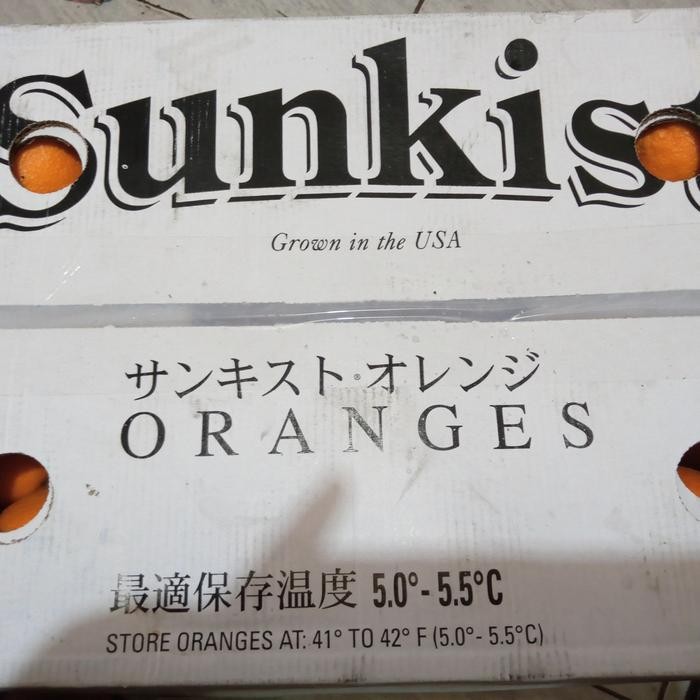 Sunkist
Grown in the USA
サンキスト®オレンジ
ORANGES
最適保存温度 5.0°- 5.5°C
STORE ORANGES AT: 41° TO 42° F (5.0°- 5.5°C)